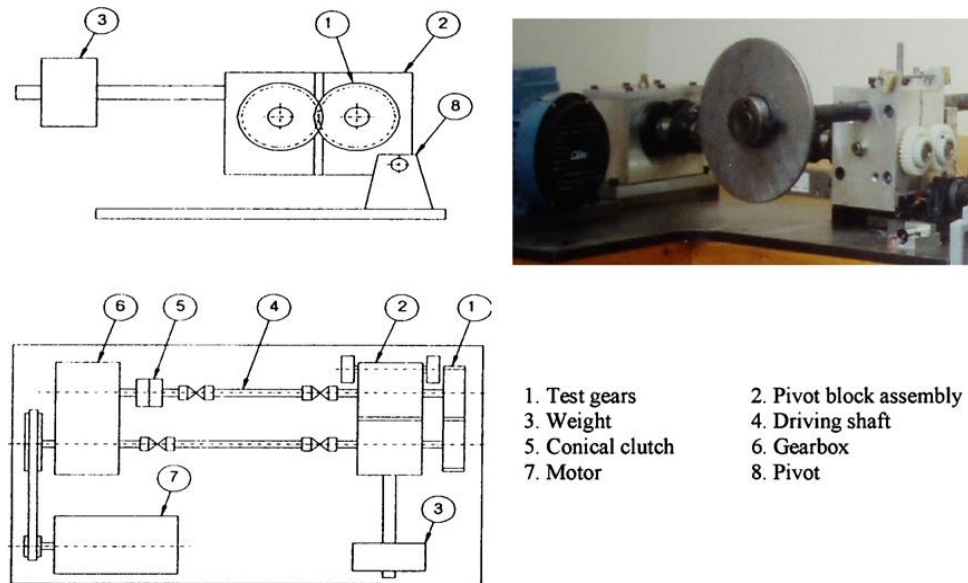 3
1
2
8
6
5
4
2
1
7
3
1. Test gears 2. Pivot block assembly
3. Weight 4. Driving shaft
5. Conical clutch 6. Gearbox
7. Motor 8. Pivot